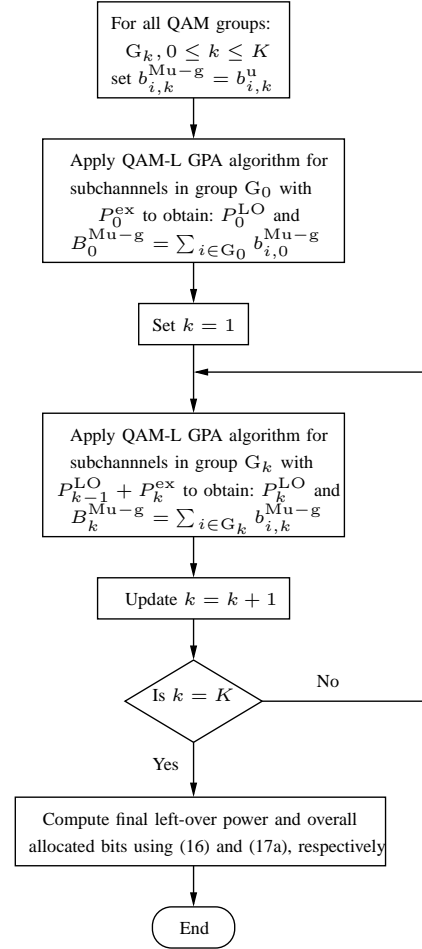 For all QAM groups:
G_k, 0 ≤ k ≤ K
set b_{i,k}^{Mu−g} = b_{i,k}^{u}
Apply QAM-L GPA algorithm for
subchannnels in group G_0 with
P_0^{ex} to obtain: P_0^{LO} and
B_0^{Mu−g} = ∑_{i∈G_0} b_{i,0}^{Mu−g}
Set k = 1
Apply QAM-L GPA algorithm for
subchannnels in group G_k with
P_{k−1}^{LO} + P_k^{ex} to obtain: P_k^{LO} and
B_k^{Mu−g} = ∑_{i∈G_k} b_{i,k}^{Mu−g}
Update k = k + 1
Is k = K
No
Yes
Compute final left-over power and overall
allocated bits using (16) and (17a), respectively
End